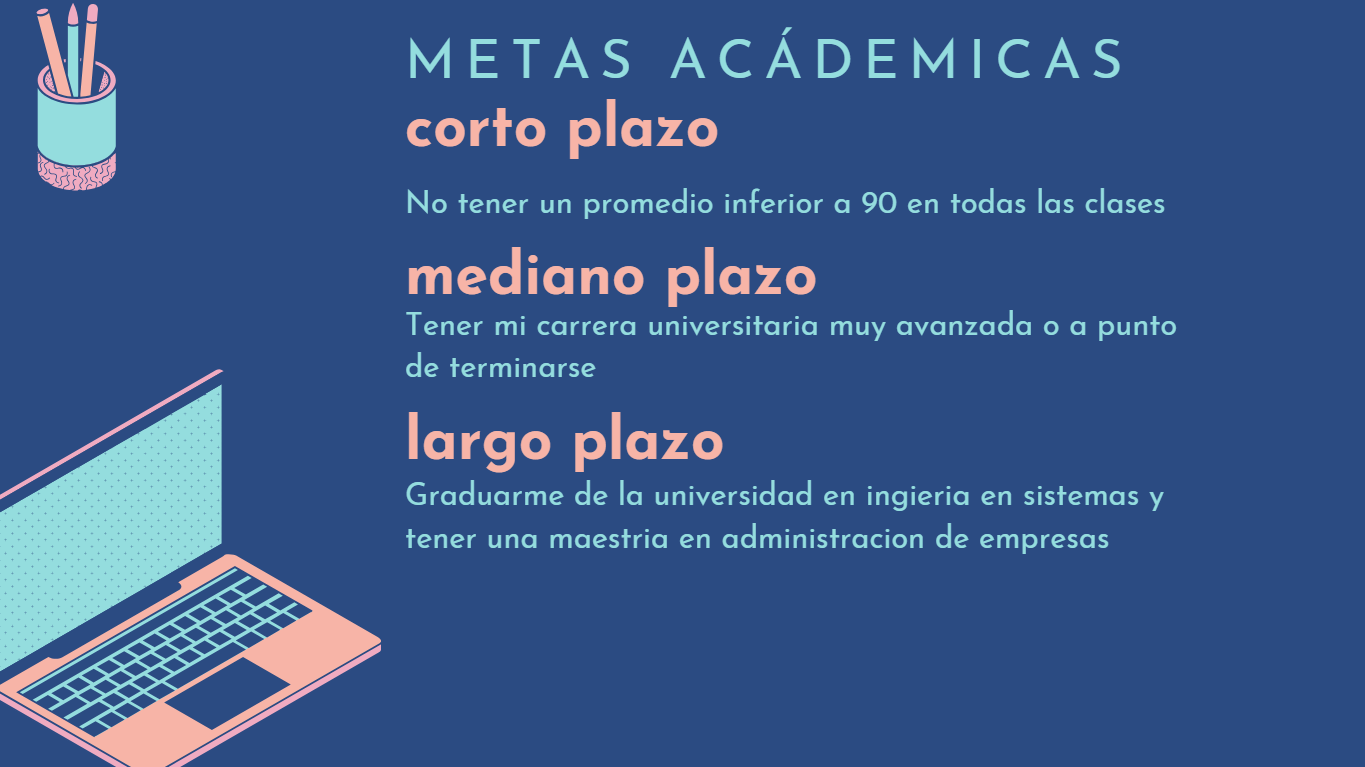 METAS ACÁDEMICAS
corto plazo
No tener un promedio inferior a 90 en todas las clases
mediano plazo
Tener mi carrera universitaria muy avanzada o a punto
de terminarse
largo plazo
Graduarme de la universidad en ingieria en sistemas y
tener una maestria en administracion de empresas